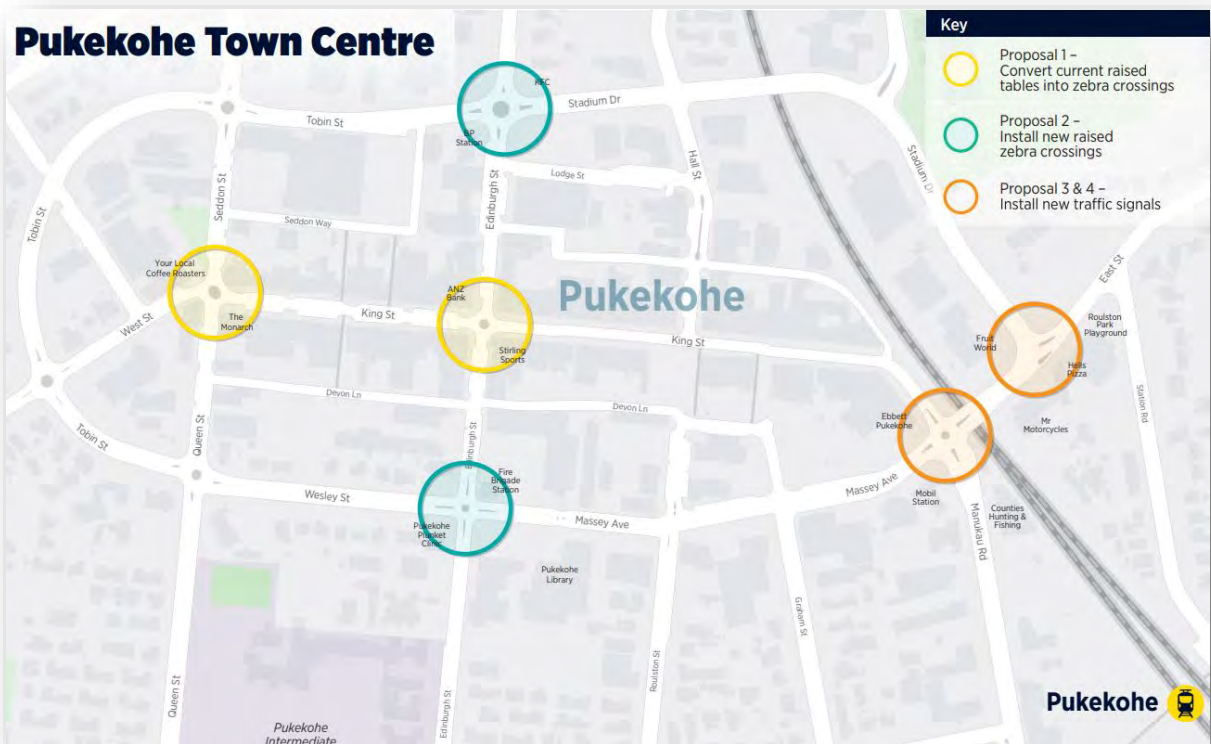 Pukekohe Town Centre
Key
Proposal 1 –
Convert current raised
tables into zebra crossings
Proposal 2 –
Install new raised
zebra crossings
Proposal 3 & 4 –
Install new traffic signals
KFC
Stadium Dr
Tobin St
BP
Station
Lodge St
Hall St
Stadium Dr
Seddon St
Edinburgh St
Tobin St
Seddon Way
Your Local
Coffee Roasters
The
Monarch
West St
King St
ANZ
Bank
Stirling
Sports
Pukekohe
King St
East St
Roulston
Park
Playground
Fruit
World
Hells
Pizza
Station Rd
Mr
Motorcycles
Ebbett
Pukekohe
Devon Ln
Devon Ln
Queen St
Edinburgh St
Tobin St
Fire
Brigade
Station
Wesley St
Massey Ave
Massey Ave
Mobil
Station
Counties
Hunting &
Fishing
Manukau Rd
Pukekohe
Plunket
Clinic
Pukekohe
Library
Graham St
Roulston St
Queen St
Edinburgh St
Pukekohe
Intermediate
Pukekohe